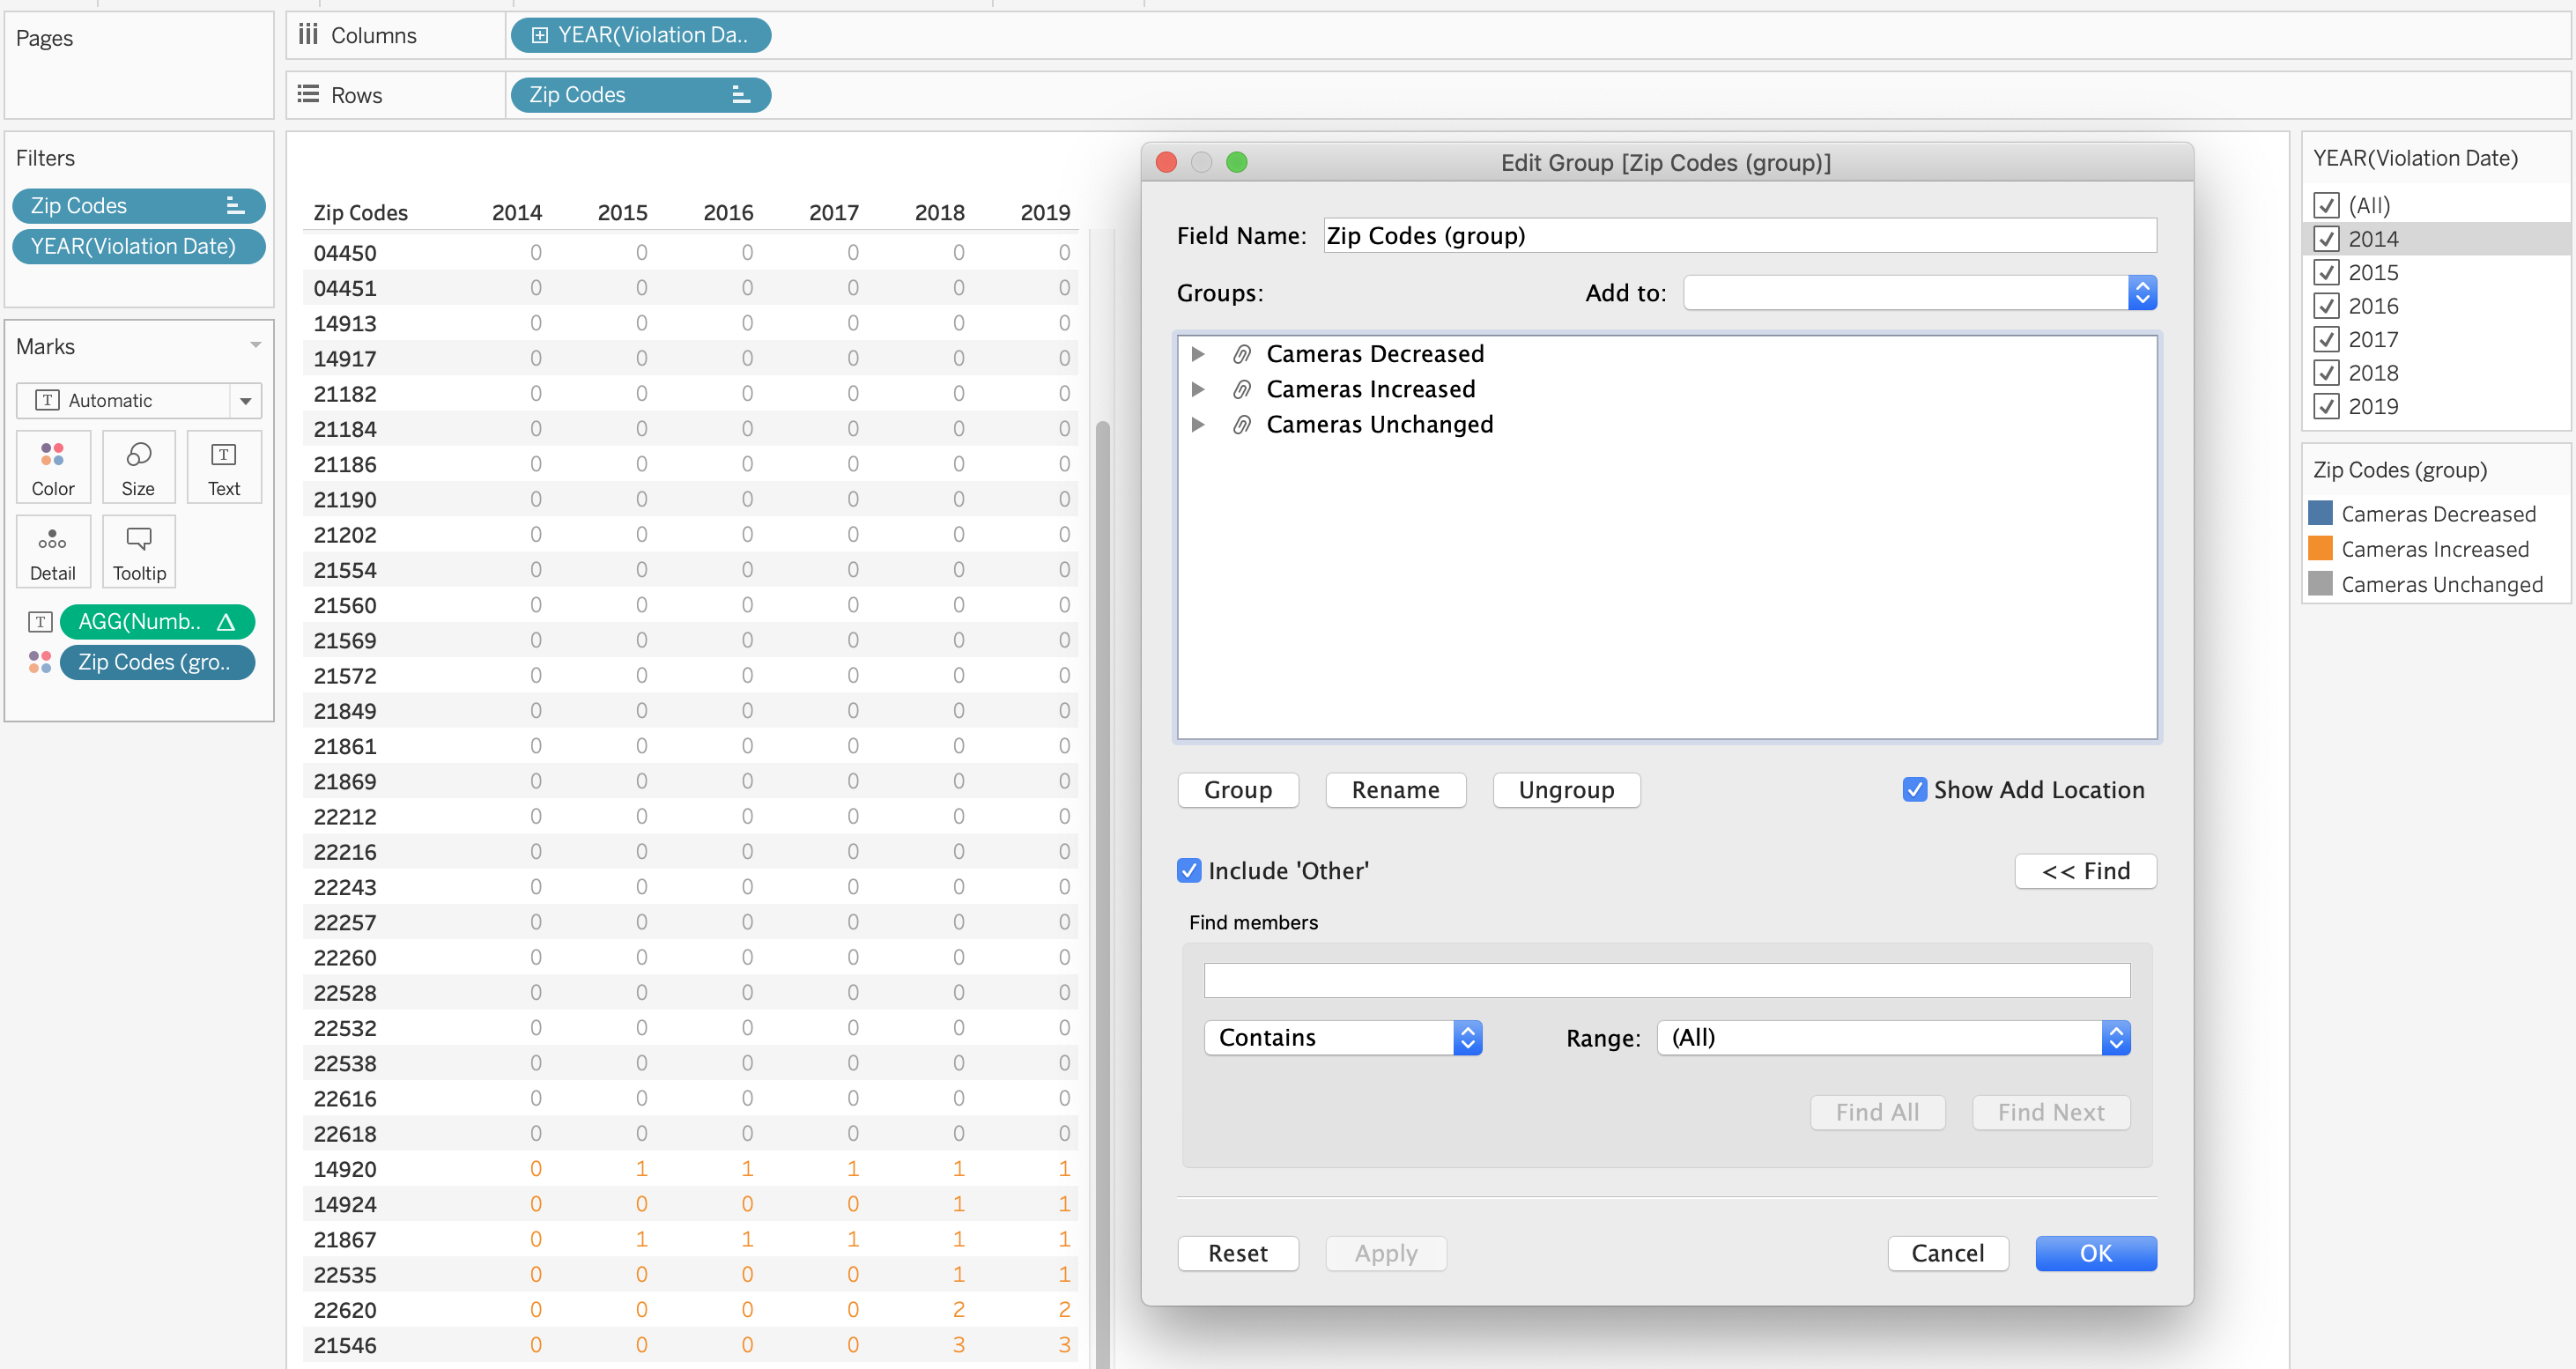 Pages
Columns
YEAR(Violation Da..
Rows
Zip Codes
Filters
Zip Codes
YEAR(Violation Date)
Marks
T Automatic
Color
Size
T
Text
Detail
Tooltip
T AGG(Numb.. Δ
Zip Codes (gro..
Zip Codes 2014 2015 2016 2017 2018 2019
04450 0 0 0 0 0 0
04451 0 0 0 0 0 0
14913 0 0 0 0 0 0
14917 0 0 0 0 0 0
21182 0 0 0 0 0 0
21184 0 0 0 0 0 0
21186 0 0 0 0 0 0
21190 0 0 0 0 0 0
21202 0 0 0 0 0 0
21554 0 0 0 0 0 0
21560 0 0 0 0 0 0
21569 0 0 0 0 0 0
21572 0 0 0 0 0 0
21849 0 0 0 0 0 0
21861 0 0 0 0 0 0
21869 0 0 0 0 0 0
22212 0 0 0 0 0 0
22216 0 0 0 0 0 0
22243 0 0 0 0 0 0
22257 0 0 0 0 0 0
22260 0 0 0 0 0 0
22528 0 0 0 0 0 0
22532 0 0 0 0 0 0
22538 0 0 0 0 0 0
22616 0 0 0 0 0 0
22618 0 0 0 0 0 0
14920 0 1 1 1 1 1
14924 0 0 0 0 1 1
21867 0 1 1 1 1 1
22535 0 0 0 0 1 1
22620 0 0 0 0 2 2
21546 0 0 0 0 3 3
Edit Group [Zip Codes (group)]
Field Name: Zip Codes (group)
Groups: Add to:
Cameras Decreased
Cameras Increased
Cameras Unchanged
Group Rename Ungroup Show Add Location
Include 'Other' << Find
Find members
Contains Range: (All)
Find All Find Next
Reset Apply Cancel OK
YEAR(Violation Date)
(All)
2014
2015
2016
2017
2018
2019
Zip Codes (group)
Cameras Decreased
Cameras Increased
Cameras Unchanged